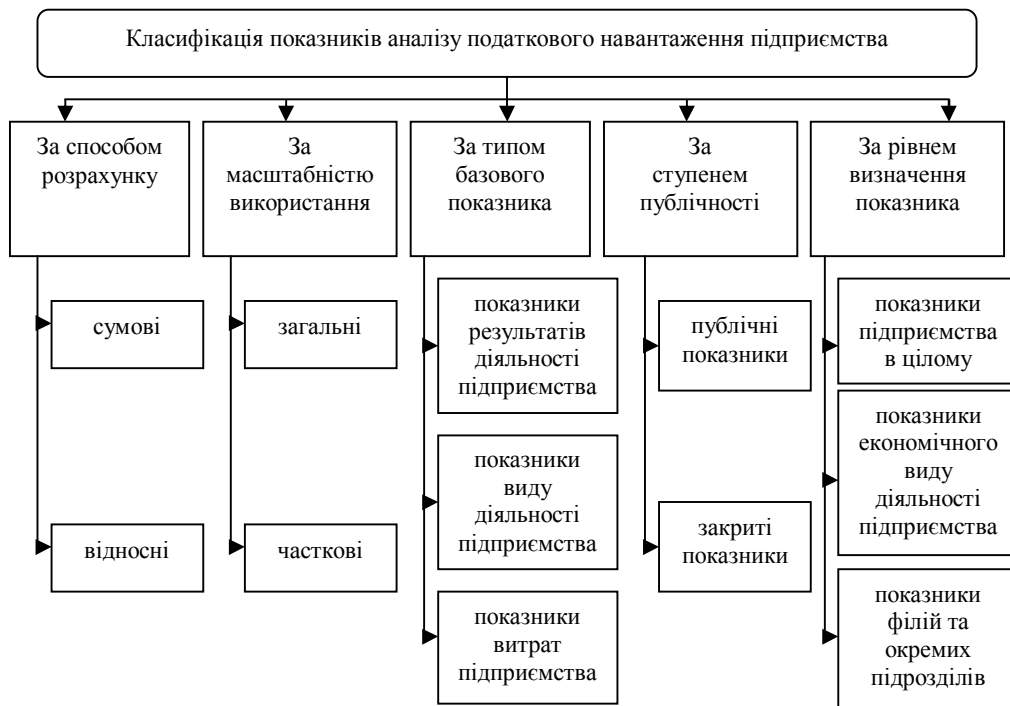 Класифікація показників аналізу податкового навантаження підприємства
За способом
розрахунку
За
масштабністю
використання
За типом
базового
показника
За
ступенем
публічності
За рівнем
визначення
показника
сумові
відносні
загальні
часткові
показники
результатів
діяльності
підприємства
показники
виду
діяльності
підприємства
показники
витрат
підприємства
публічні
показники
закриті
показники
показники
підприємства
в цілому
показники
економічного
виду
діяльності
підприємства
показники
філій та
окремих
підрозділів